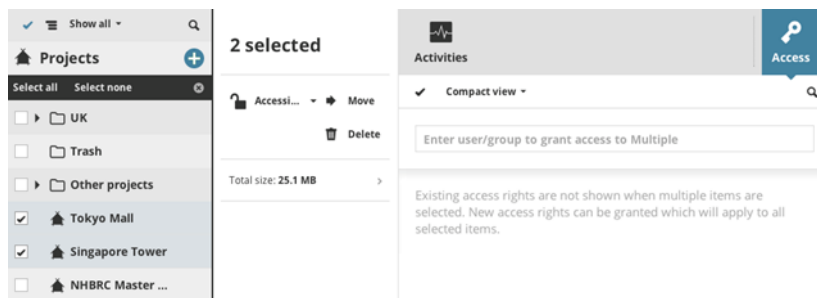 Show all
Projects
Select all Select none
UK
Trash
Other projects
Tokyo Mall
Singapore Tower
NHBRC Master ...
2 selected
Accessi... Move
Delete
Total size: 25.1 MB
Activities
Access
Compact view
Enter user/group to grant access to Multiple
Existing access rights are not shown when multiple items are
selected. New access rights can be granted which will apply to all
selected items.